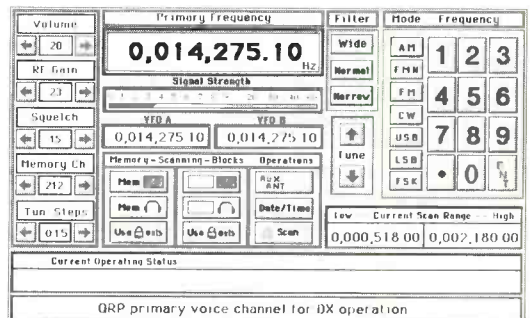 Volume
20
RF Gain
23
Squelch
15
Memory Ch
212
Tun Steps
015
Primary Frequency
0,014,275.10
Hz
Signal Strength
VFO A
VFO B
0,014,275 10
0,014,275 10
Memory-Scanning-Blocks
Operations
Mem
AUX
ANT
Mem
Date/Time
Use
Use
Scan
Filter
Wide
Normal
Narrow
Tune
Mode
Frequency
AM
FMN
FM
CW
USB
LSB
FSK
1 2 3
4 5 6
7 8 9
• 0 ENT
Low
Current Scan Range
High
0,000,518 00
0,002,180 00
Current Operating Status
QRP primary voice channel for DX operation